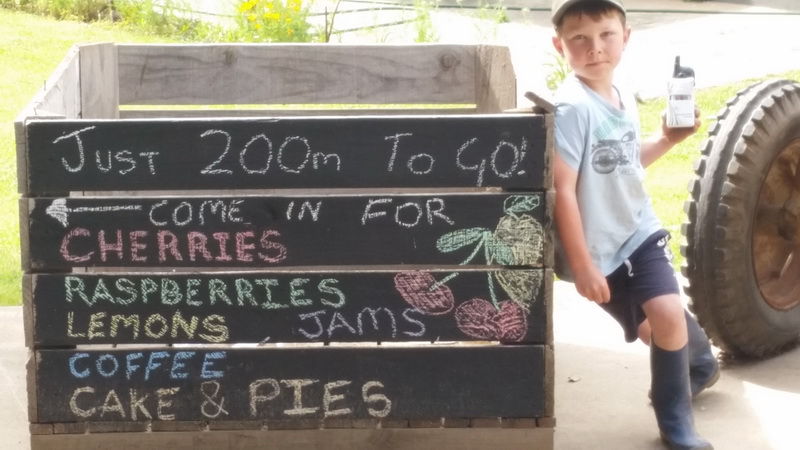 JUST 200m TO GO!
COME IN FOR
CHERRIES
RASPBERRIES
LEMONS JAMS
COFFEE
CAKE & PIES